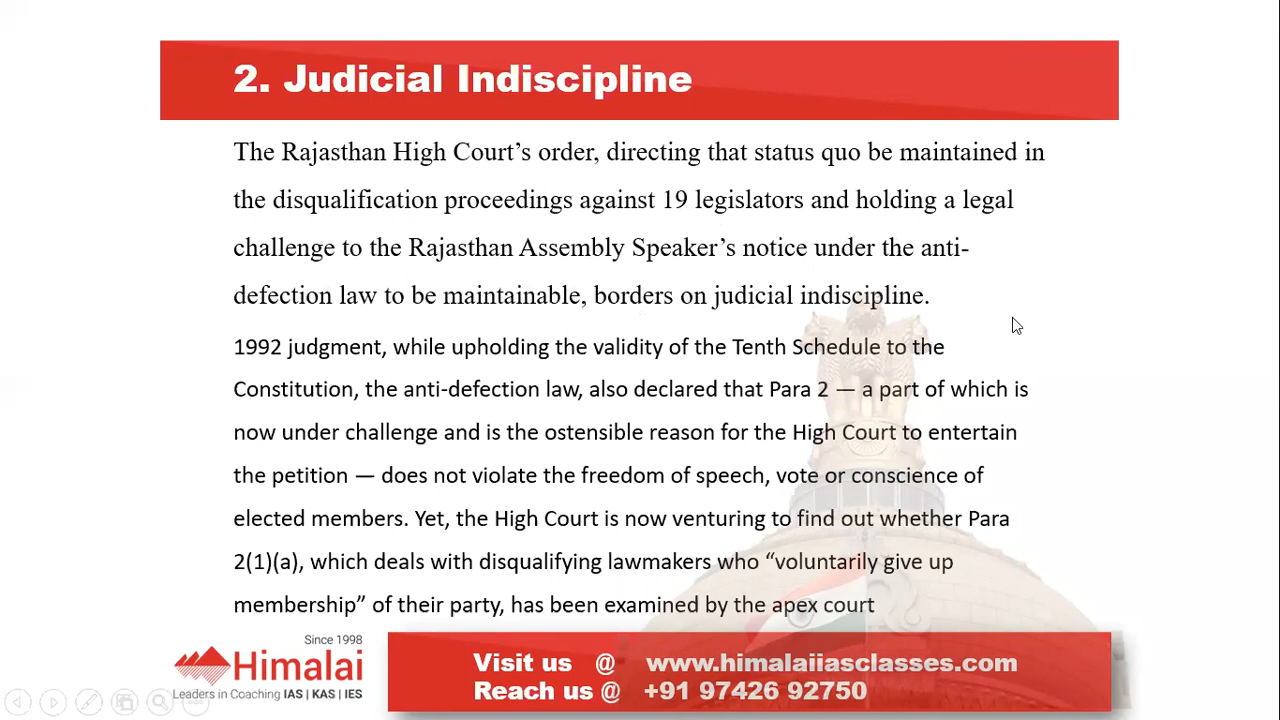 2. Judicial Indiscipline
The Rajasthan High Court’s order, directing that status quo be maintained in
the disqualification proceedings against 19 legislators and holding a legal
challenge to the Rajasthan Assembly Speaker’s notice under the anti-
defection law to be maintainable, borders on judicial indiscipline.
1992 judgment, while upholding the validity of the Tenth Schedule to the
Constitution, the anti-defection law, also declared that Para 2 — a part of which is
now under challenge and is the ostensible reason for the High Court to entertain
the petition — does not violate the freedom of speech, vote or conscience of
elected members. Yet, the High Court is now venturing to find out whether Para
2(1)(a), which deals with disqualifying lawmakers who “voluntarily give up
membership” of their party, has been examined by the apex court
Since 1998
Himalai
Leaders in Coaching IAS | KAS | IES
Visit us @ www.himalaiiasclasses.com
Reach us @ +91 97426 92750